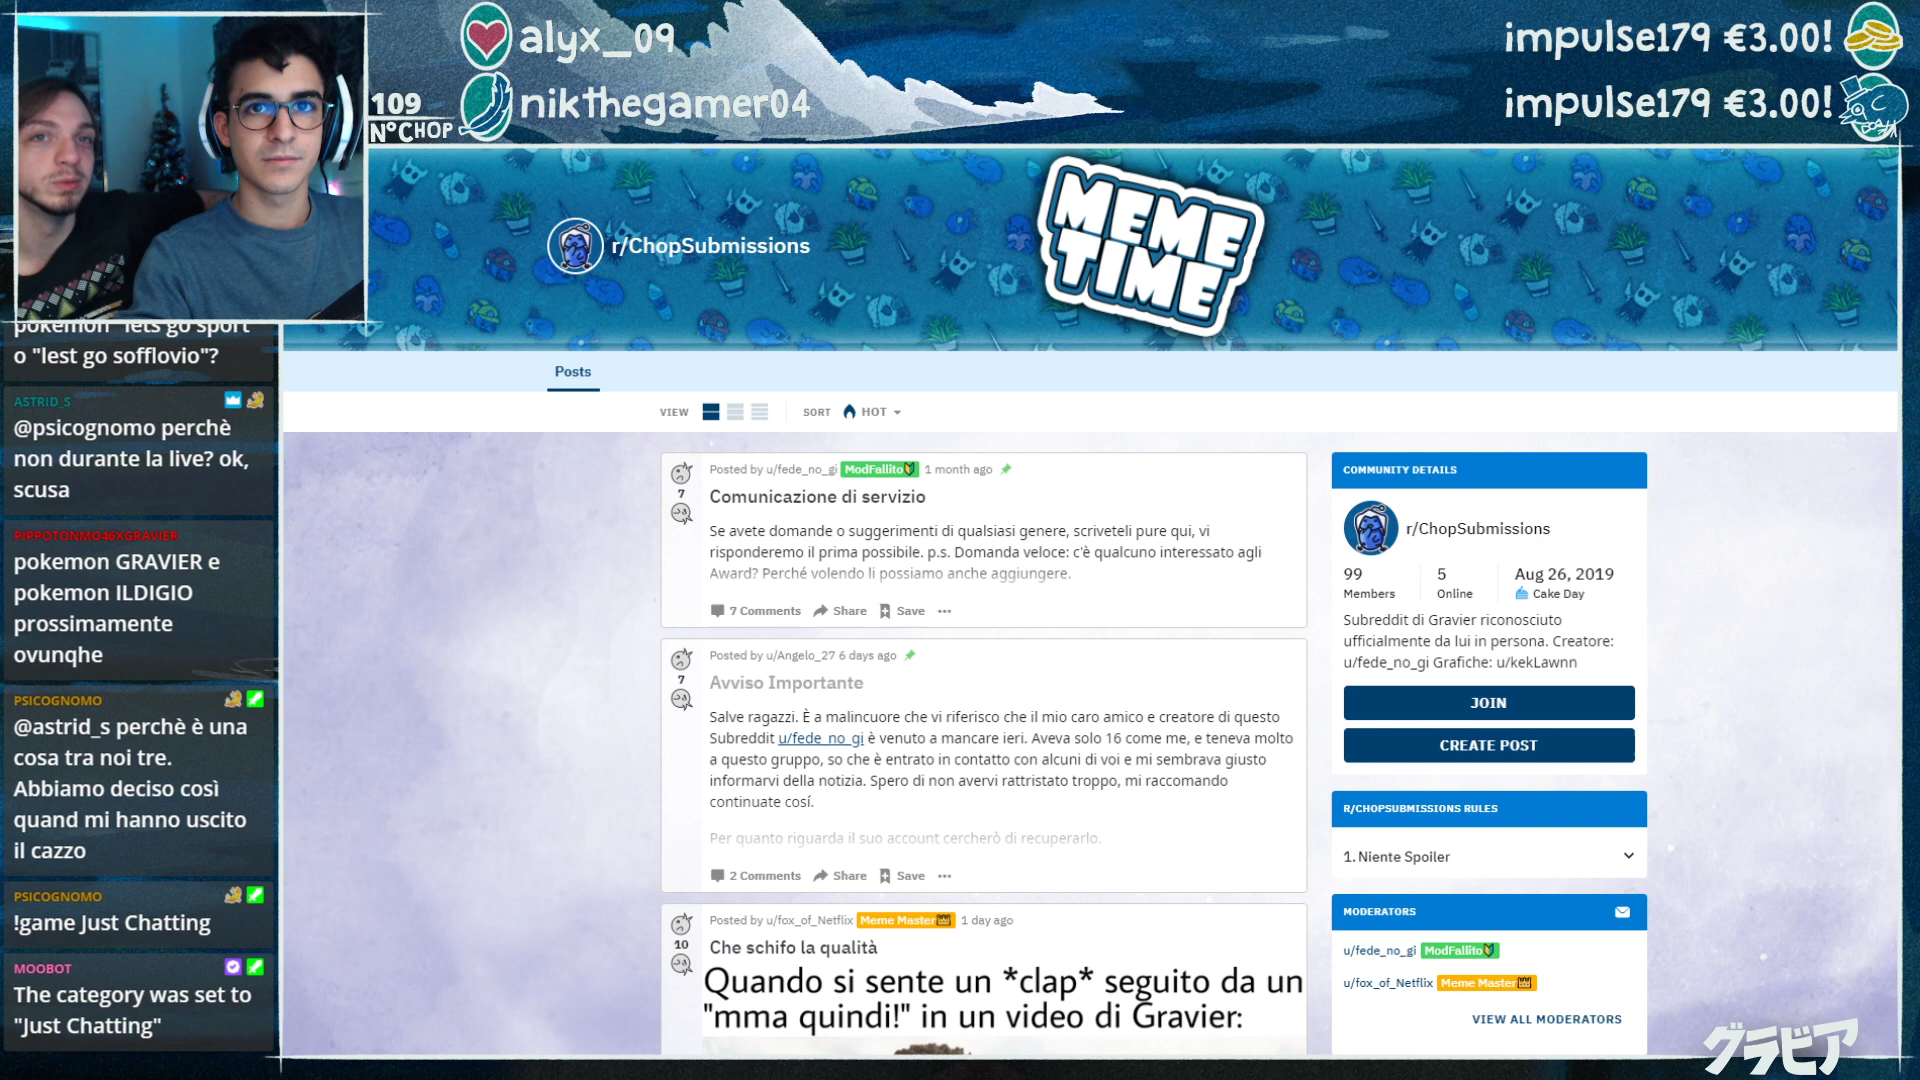 alyx_09
nikthegamer04
impulse179 €3.00!
impulse179 €3.00!
109
N°CHOP
r/ChopSubmissions
MEME
TIME
pokemon "lets go sport
o "lest go sofflovio"?
ASTRID_S
@psicognomo perchè
non durante la live? ok,
scusa
PIPPOTONMO46XGRAVIER
pokemon GRAVIER e
pokemon ILDIGIO
prossimamente
ovunqhe
PSICOGNOMO
@astrid_s perchè è una
cosa tra noi tre.
Abbiamo deciso così
quand mi hanno uscito
il cazzo
PSICOGNOMO
!game Just Chatting
MOOBOT
The category was set to
"Just Chatting"
Posts
VIEW SORT HOT
Posted by u/fede_no_gi ModFallito 1 month ago
7
Comunicazione di servizio
Se avete domande o suggerimenti di qualsiasi genere, scriveteli pure qui, vi
risponderemo il prima possibile. p.s. Domanda veloce: c'è qualcuno interessato agli
Award? Perché volendo li possiamo anche aggiungere.
7 Comments Share Save
Posted by u/Angelo_27 6 days ago
7
Avviso Importante
Salve ragazzi. È a malincuore che vi riferisco che il mio caro amico e creatore di questo
Subreddit u/fede_no_gi è venuto a mancare ieri. Aveva solo 16 come me, e teneva molto
a questo gruppo, so che è entrato in contatto con alcuni di voi e mi sembrava giusto
informarvi della notizia. Spero di non avervi rattristato troppo, mi raccomando
continuate cosí.
Per quanto riguarda il suo account cercherò di recuperarlo.
2 Comments Share Save
Posted by u/fox_of_Netflix Meme Master 1 day ago
10
Che schifo la qualità
Quando si sente un *clap* seguito da un
"mma quindi!" in un video di Gravier:
COMMUNITY DETAILS
r/ChopSubmissions
99 5 Aug 26, 2019
Members Online Cake Day
Subreddit di Gravier riconosciuto
ufficialmente da lui in persona. Creatore:
u/fede_no_gi Grafiche: u/kekLawnn
JOIN
CREATE POST
R/CHOPSUBMISSIONS RULES
1. Niente Spoiler
MODERATORS
u/fede_no_gi ModFallito
u/fox_of_Netflix Meme Master
VIEW ALL MODERATORS
グラビア